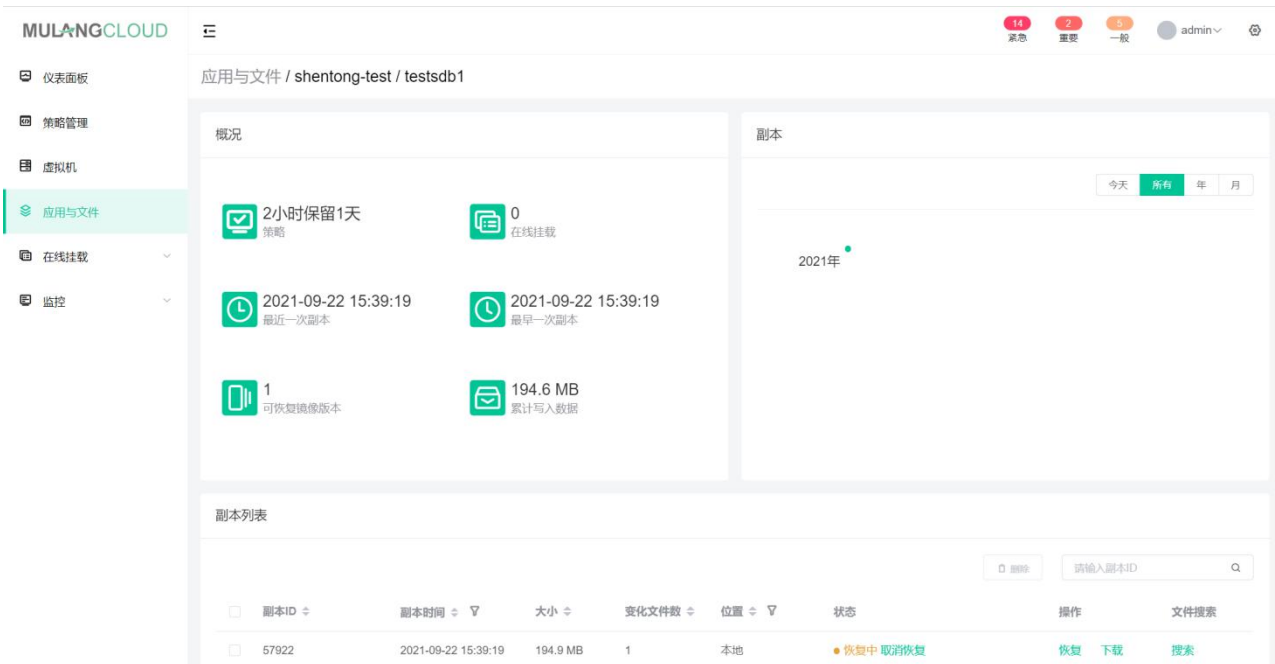 MULANGCLOUD
14 2 5
紧急 重要 一般 admin
仪表面板
应用与文件 / shentong-test / testsdb1
策略管理
虚拟机
应用与文件
在线挂载
监控
概况
2小时保留1天
策略
0
在线挂载
2021-09-22 15:39:19
最近一次副本
2021-09-22 15:39:19
最早一次副本
1
可恢复镜像版本
194.6 MB
累计写入数据
副本
今天 所有 年 月
2021年
副本列表
删除 请输入副本ID
副本ID 副本时间 大小 变化文件数 位置 状态 操作 文件搜索
57922 2021-09-22 15:39:19 194.9 MB 1 本地 恢复中 取消恢复 恢复 下载 搜索